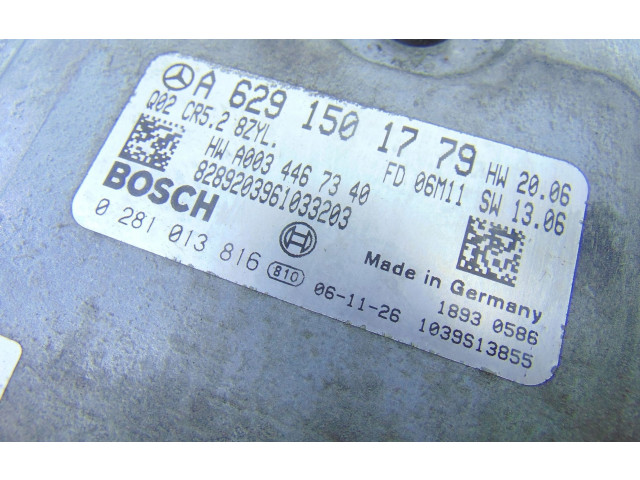 A 629 150 17 79 HW 20.06
Q02 CR5.2 8ZYL. FD 06M11 SW 13.06
HW A003 446 73 40
8289203961033203
BOSCH
0 281 013 816 810 06-11-26
Made in Germany
1893 0586
1039S13855